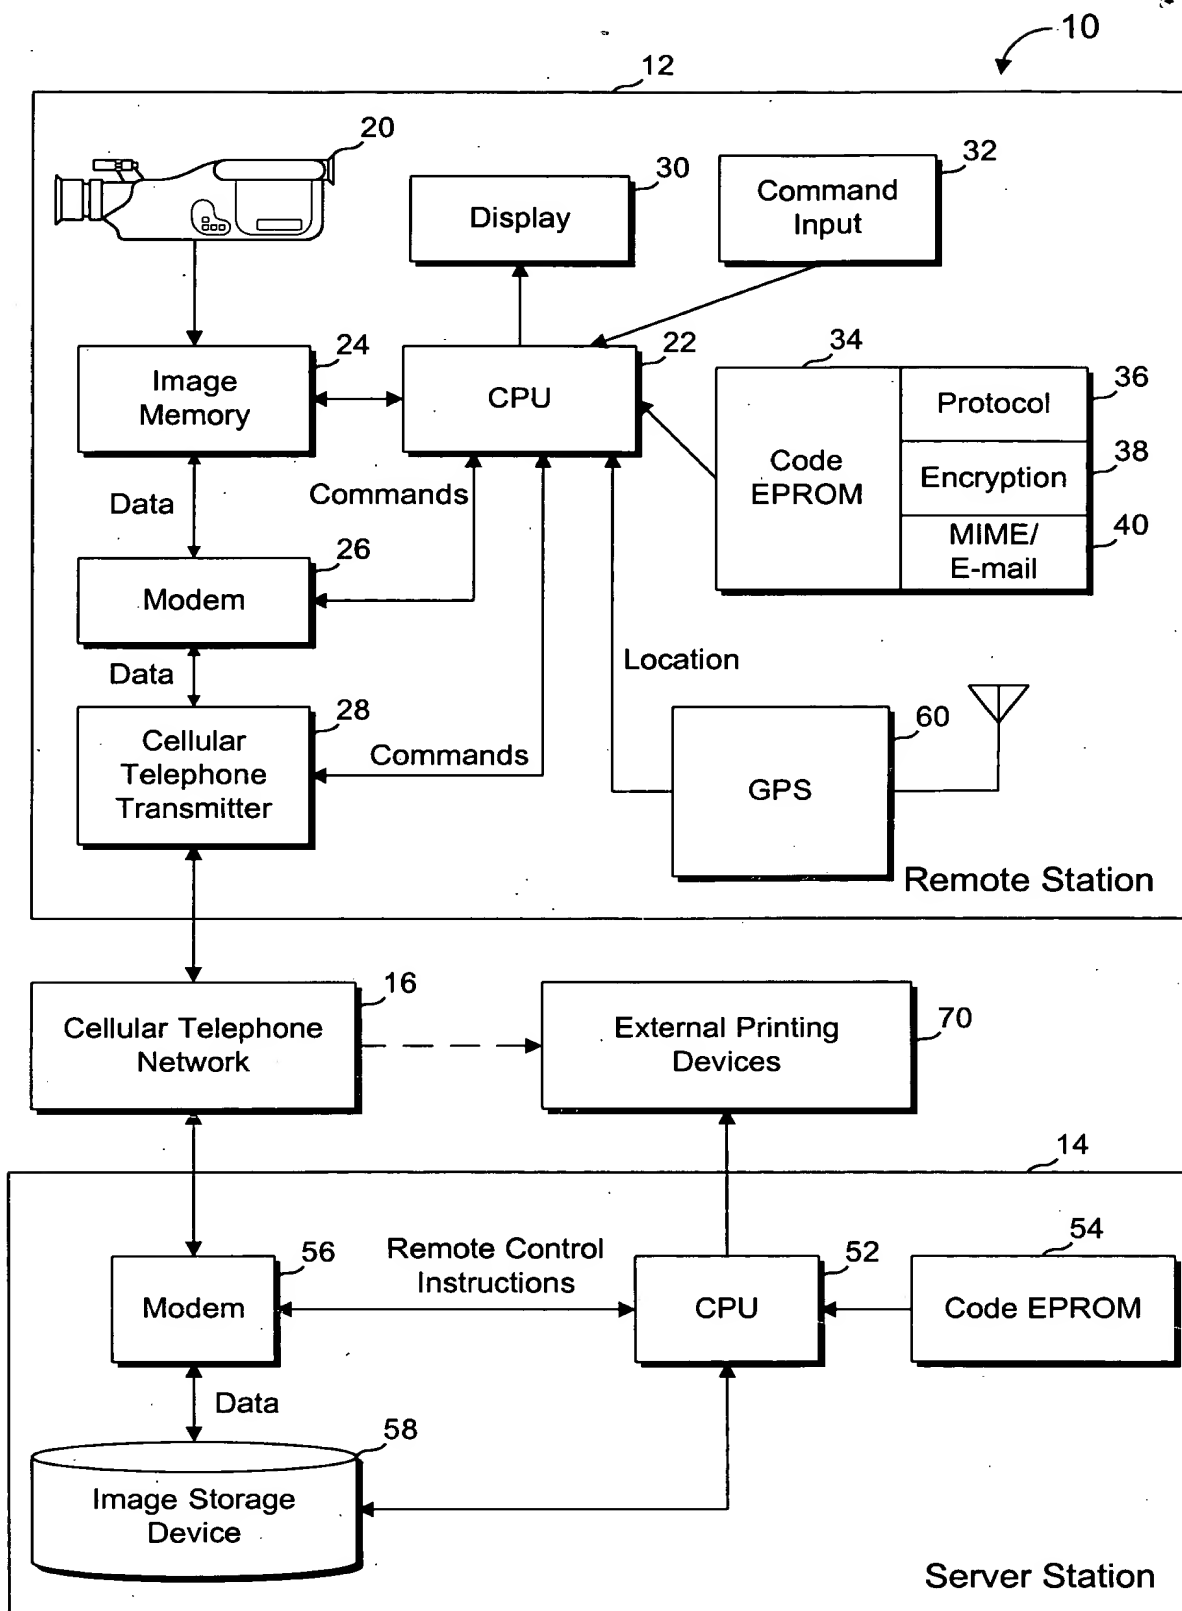 10
12
20
30
Display
32
Command
Input
24
Image
Memory
22
CPU
34
Code
EPROM
36
Protocol
38
Encryption
40
MIME/
E-mail
Data
Commands
26
Modem
Data
Location
28
Cellular
Telephone
Transmitter
Commands
60
GPS
Remote Station
16
Cellular Telephone
Network
External Printing
Devices
70
14
56
Modem
Remote Control
Instructions
52
CPU
54
Code EPROM
Data
58
Image Storage
Device
Server Station